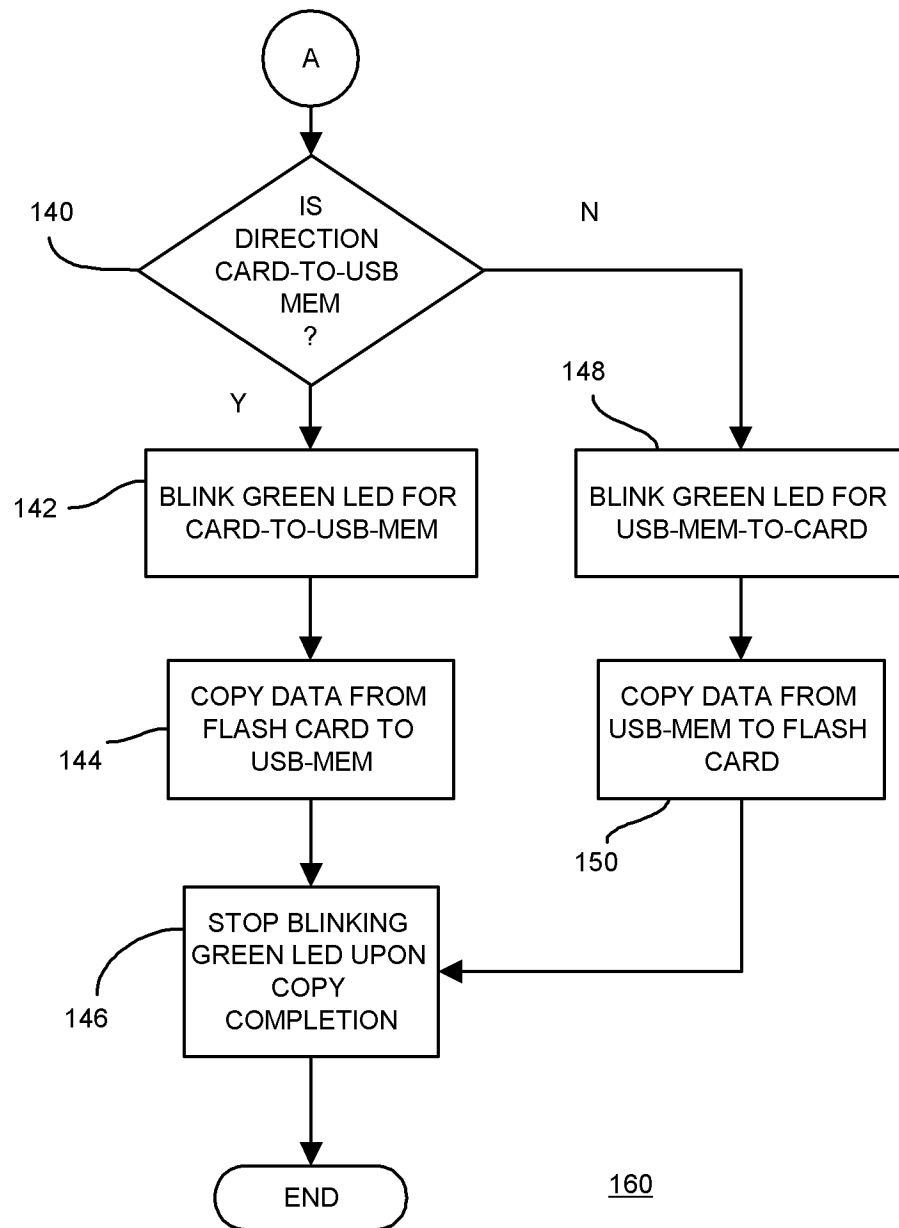 A
140
IS
DIRECTION
CARD-TO-USB
MEM
?
N
Y
148
142
BLINK GREEN LED FOR
CARD-TO-USB-MEM
BLINK GREEN LED FOR
USB-MEM-TO-CARD
144
COPY DATA FROM
FLASH CARD TO
USB-MEM
COPY DATA FROM
USB-MEM TO FLASH
CARD
150
146
STOP BLINKING
GREEN LED UPON
COPY
COMPLETION
END
160